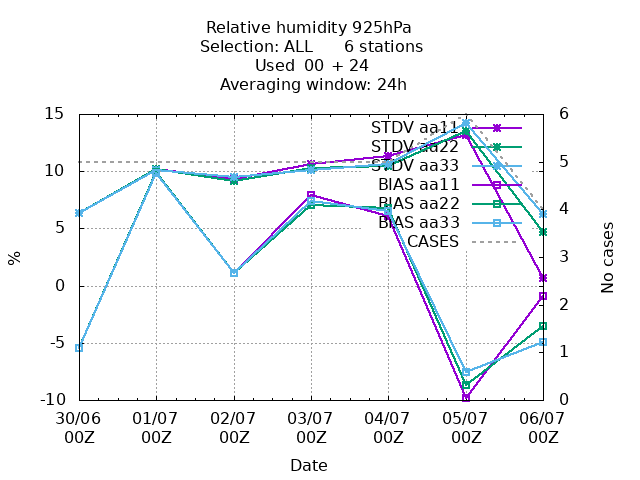 Relative humidity 925hPa
Selection: ALL 6 stations
Used 00 + 24
Averaging window: 24h
15 6
STDV aa11
STDV aa22
10 5
STDV aa33
BIAS aa11
4
BIAS aa22
5 BIAS aa33
CASES
% 0 3 No cases
2
-5 1
-10 0
30/06 01/07 02/07 03/07 04/07 05/07 06/07
00Z 00Z 00Z 00Z 00Z 00Z 00Z
Date